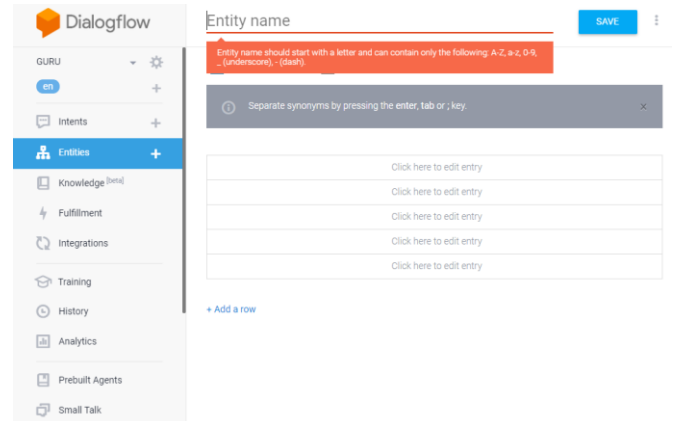 Dialogflow
GURU
en
+
Intents
+
Entities
+
Knowledge [beta]
Fulfillment
Integrations
Training
History
Analytics
Prebuilt Agents
Small Talk
Entity name
SAVE
Entity name should start with a letter and can contain only the following: A-Z, a-z, 0-9,
_ (underscore), - (dash).
Separate synonyms by pressing the enter, tab or ; key.
x
Click here to edit entry
Click here to edit entry
Click here to edit entry
Click here to edit entry
Click here to edit entry
+ Add a row